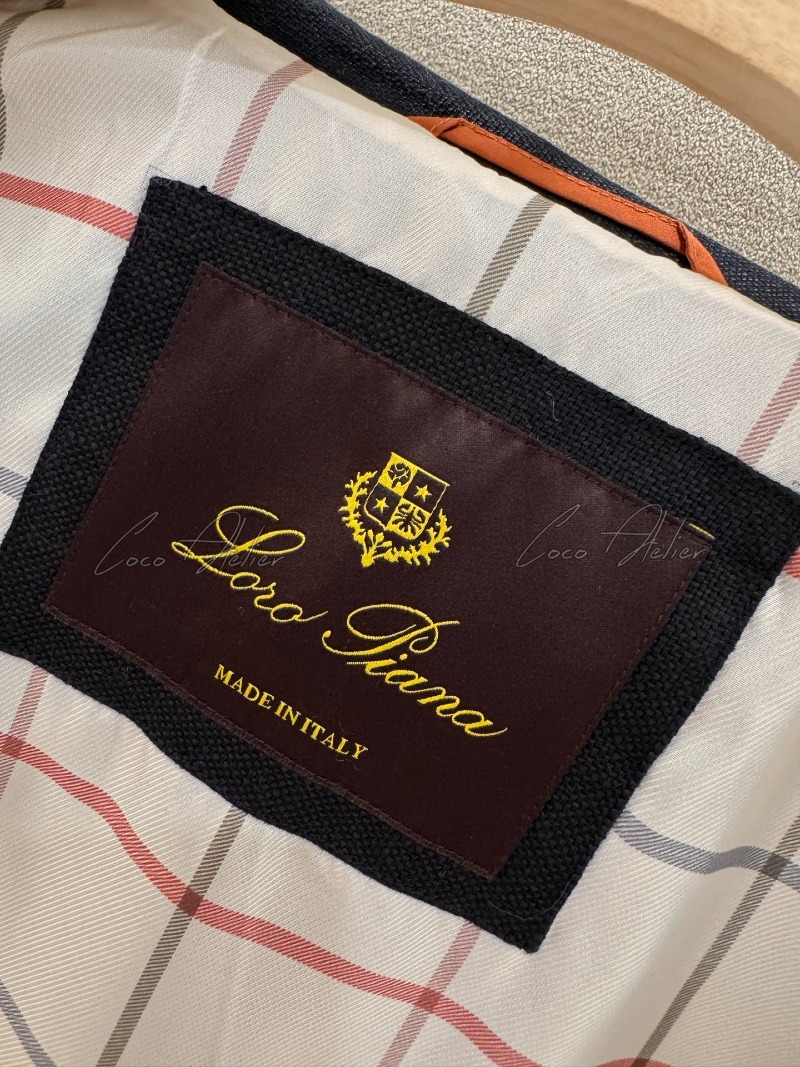 Coco Atelier
Coco Atelier
Loro Piana
MADE IN ITALY